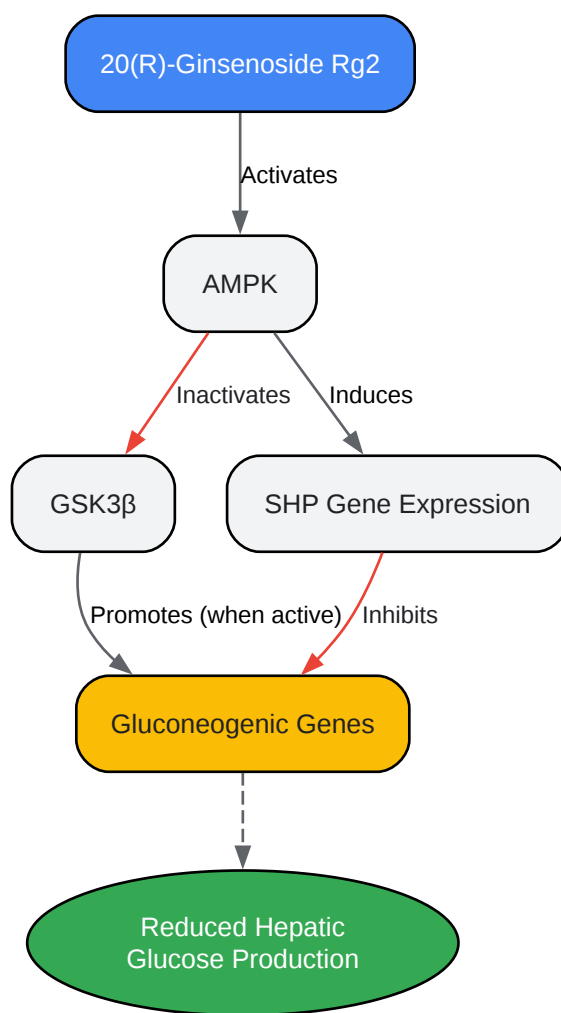 20(R)-Ginsenoside Rg2
Activates
AMPK
Inactivates
Induces
GSK3β
SHP Gene Expression
Promotes (when active)
Inhibits
Gluconeogenic Genes
Reduced Hepatic
Glucose Production